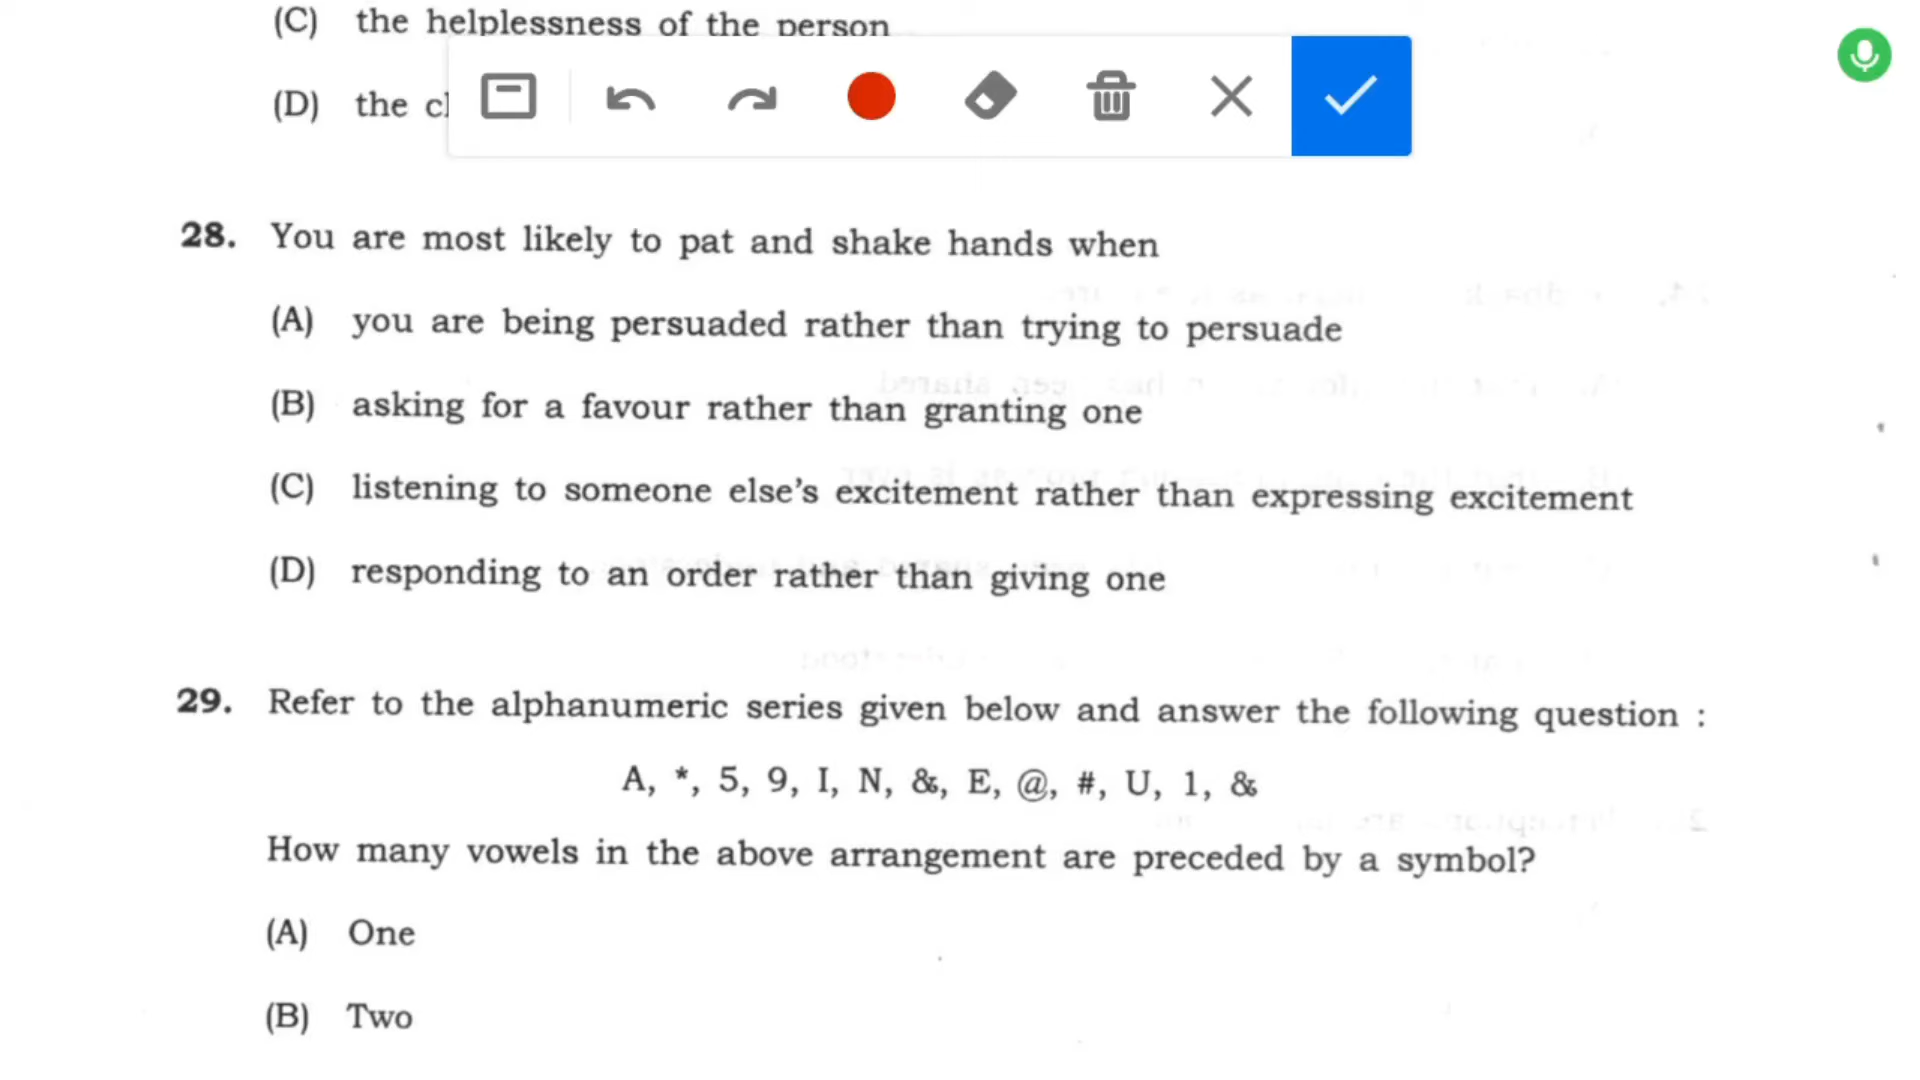 (C) the helplessness of the person
(D) the
28. You are most likely to pat and shake hands when
(A) you are being persuaded rather than trying to persuade
(B) asking for a favour rather than granting one
(C) listening to someone else's excitement rather than expressing excitement
(D) responding to an order rather than giving one
29. Refer to the alphanumeric series given below and answer the following question :
A, *, 5, 9, I, N, &, E, @, #, U, 1, &
How many vowels in the above arrangement are preceded by a symbol?
(A) One
(B) Two